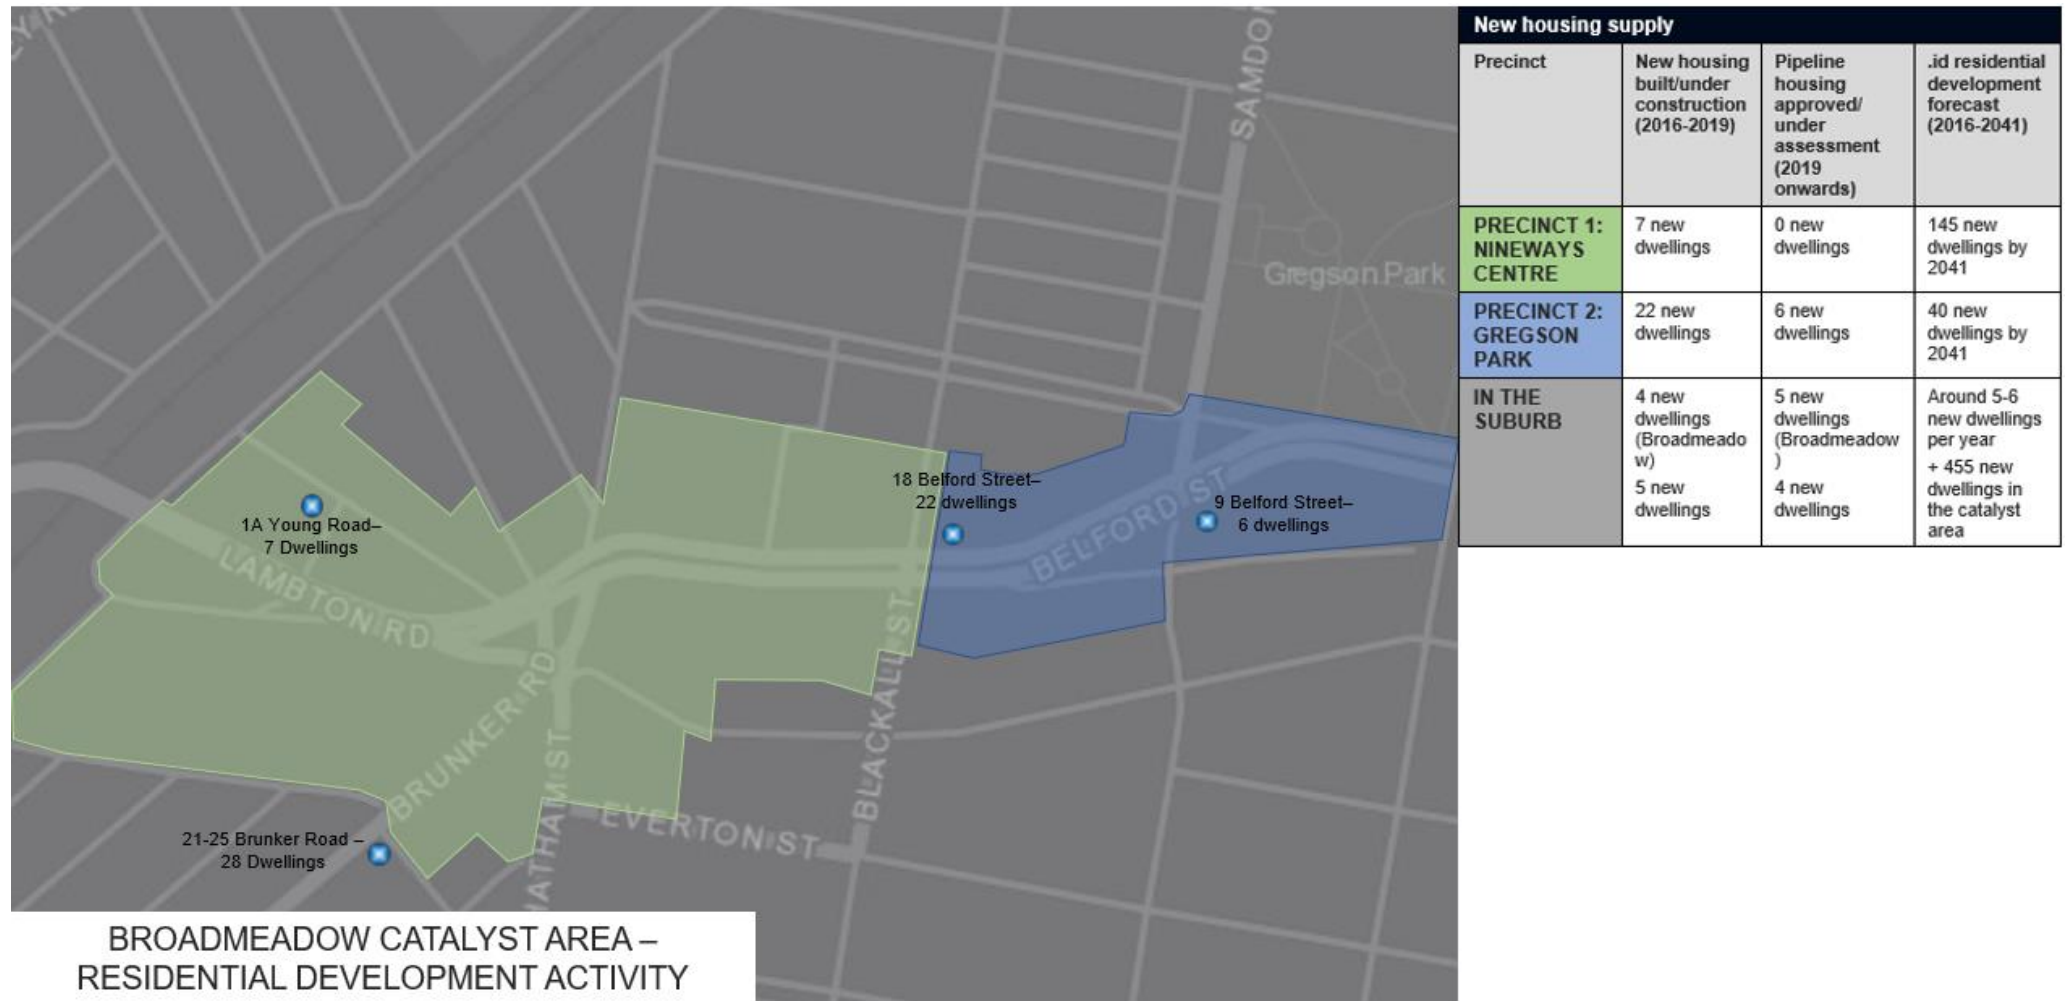 SAMDO
Gregson Park
18 Belford Street–
22 dwellings
9 Belford Street–
6 dwellings
1A Young Road–
7 Dwellings
BELFORD ST
LAMBTON RD
BRUNKER RD
HATHAM ST
BLACKALL ST
EVERTON ST
21-25 Brunker Road –
28 Dwellings
BROADMEADOW CATALYST AREA –
RESIDENTIAL DEVELOPMENT ACTIVITY
New housing supply
Precinct
New housing
built/under
construction
(2016-2019)
Pipeline
housing
approved/
under
assessment
(2019
onwards)
.id residential
development
forecast
(2016-2041)
PRECINCT 1:
NINEWAYS
CENTRE
7 new
dwellings
0 new
dwellings
145 new
dwellings by
2041
PRECINCT 2:
GREGSON
PARK
22 new
dwellings
6 new
dwellings
40 new
dwellings by
2041
IN THE
SUBURB
4 new
dwellings
(Broadmeado
w)
5 new
dwellings
5 new
dwellings
(Broadmeadow
)
4 new
dwellings
Around 5-6
new dwellings
per year
+ 455 new
dwellings in
the catalyst
area